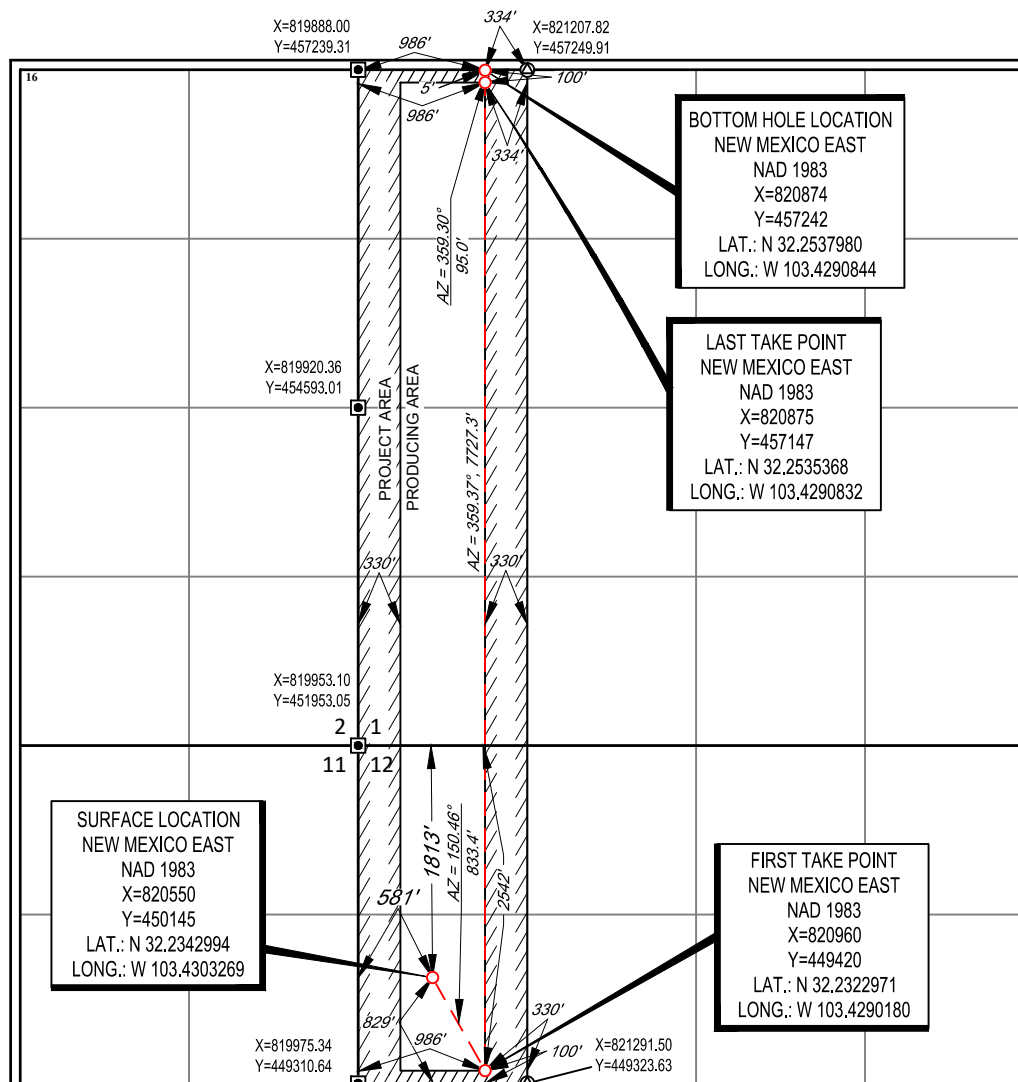 X=819888.00
Y=457239.31
334'
X=821207.82
Y=457249.91
986'
16
5'
100'
986'
334'
BOTTOM HOLE LOCATION
NEW MEXICO EAST
NAD 1983
X=820874
Y=457242
LAT.: N 32.2537980
LONG.: W 103.4290844
AZ = 359.30°
95.0'
LAST TAKE POINT
NEW MEXICO EAST
NAD 1983
X=820875
Y=457147
LAT.: N 32.2535368
LONG.: W 103.4290832
X=819920.36
Y=454593.01
PROJECT AREA
PRODUCING AREA
AZ = 359.37°, 7727.3'
330'
330'
X=819953.10
Y=451953.05
2 1
11 12
SURFACE LOCATION
NEW MEXICO EAST
NAD 1983
X=820550
Y=450145
LAT.: N 32.2342994
LONG.: W 103.4303269
1813'
AZ = 150.46°
833.4'
2542'
581'
FIRST TAKE POINT
NEW MEXICO EAST
NAD 1983
X=820960
Y=449420
LAT.: N 32.2322971
LONG.: W 103.4290180
829'
986'
330'
100'
X=819975.34
Y=449310.64
X=821291.50
Y=449323.63